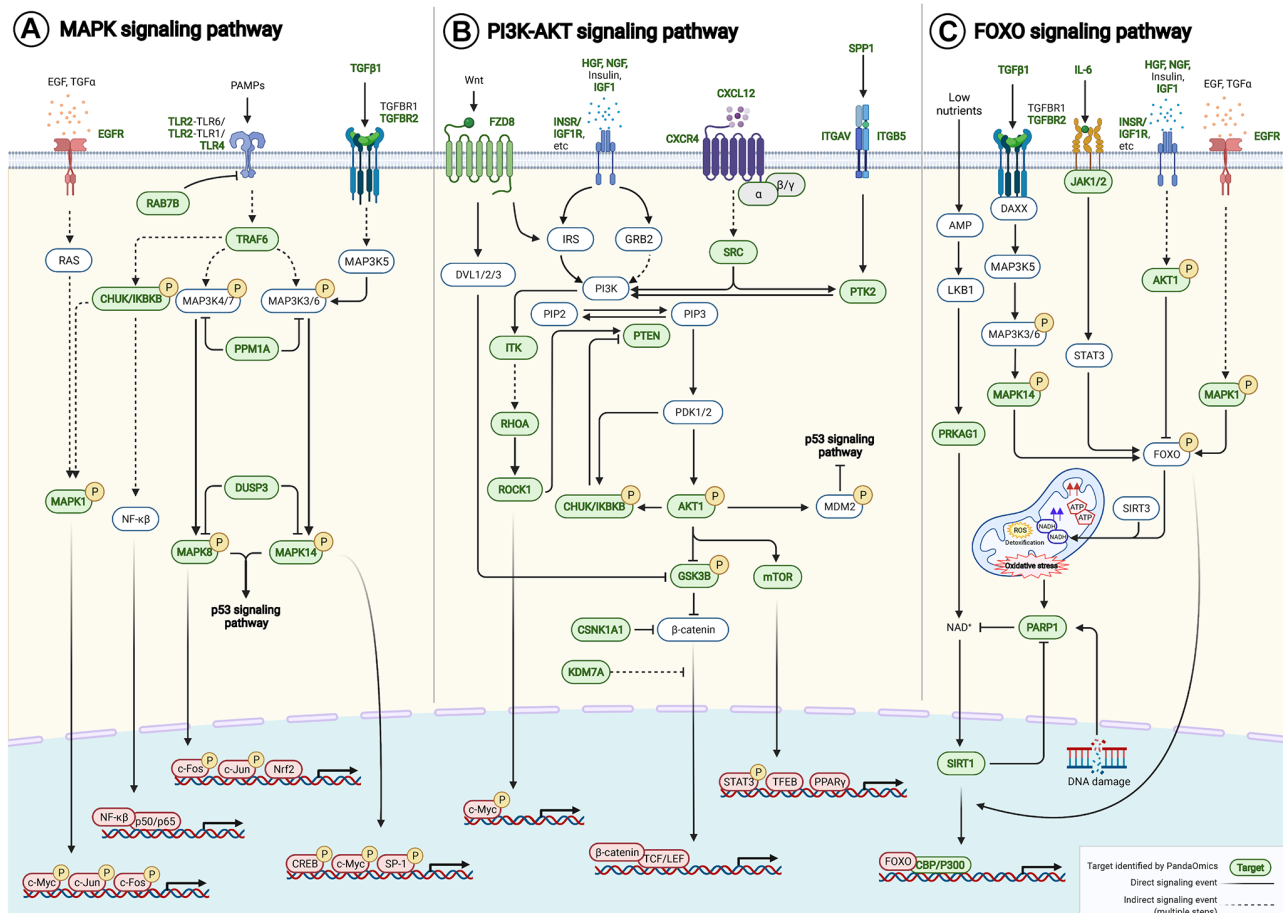 A MAPK signaling pathway
EGF, TGFα
EGFR
PAMPs
TLR2-TLR6/
TLR2-TLR1/
TLR4
TGFβ1
TGFBR1
TGFBR2
RAB7B
TRAF6
RAS
MAP3K5
CHUK/IKBKB
P
MAP3K4/7
P
MAP3K3/6
P
PPM1A
DUSP3
MAPK1
P
NF-κβ
MAPK8
P
MAPK14
P
p53 signaling
pathway
c-Fos
P
c-Jun
P
Nrf2
NF-κβ
p50/p65
CREB
P
c-Myc
P
SP-1
P
c-Myc
P
c-Jun
P
c-Fos
P
B PI3K-AKT signaling pathway
Wnt
FZD8
HGF, NGF,
Insulin,
IGF1
INSR/
IGF1R,
etc
CXCL12
CXCR4
α
β/γ
SPP1
ITGAV
ITGB5
IRS
GRB2
SRC
DVL1/2/3
PI3K
PTK2
PIP2
PIP3
PTEN
ITK
RHOA
PDK1/2
p53 signaling
pathway
ROCK1
CHUK/IKBKB
P
AKT1
P
MDM2
P
GSK3B
P
mTOR
CSNK1A1
β-catenin
KDM7A
STAT3
P
TFEB
PPARγ
c-Myc
P
β-catenin
TCF/LEF
C FOXO signaling pathway
Low
nutrients
TGFβ1
TGFBR1
TGFBR2
IL-6
HGF, NGF,
Insulin,
IGF1
INSR/
IGF1R,
etc
EGF, TGFα
EGFR
JAK1/2
DAXX
AMP
MAP3K5
LKB1
AKT1
P
MAP3K3/6
P
STAT3
MAPK14
P
MAPK1
P
PRKAG1
FOXO
P
SIRT3
ATP
ATP
ROS
Detoxification
NADH
NADH
Oxidative stress
NAD⁺
PARP1
SIRT1
DNA damage
FOXO
CBP/P300
Target identified by PandaOmics
Target
Direct signaling event
Indirect signaling event
(multiple steps)